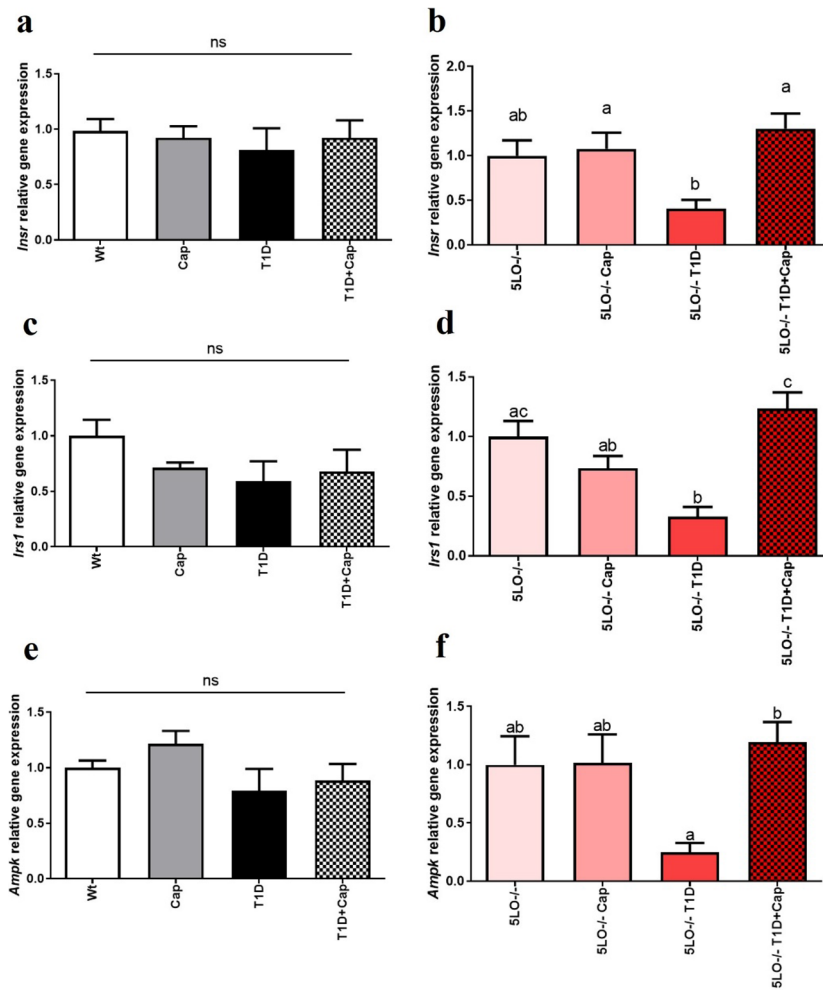 a
ns
Insr relative gene expression
1.5
1.0
0.5
0.0
Wt
Cap
T1D
T1D+Cap
b
Insr relative gene expression
2.0
1.5
1.0
0.5
0.0
ab
a
b
a
5LO-/-
5LO-/- Cap
5LO-/- T1D
5LO-/- T1D+Cap
c
ns
Irs1 relative gene expression
1.5
1.0
0.5
0.0
Wt
Cap
T1D
T1D+Cap
d
Irs1 relative gene expression
1.5
1.0
0.5
0.0
ac
ab
b
c
5LO-/-
5LO-/- Cap
5LO-/- T1D
5LO-/- T1D+Cap
e
ns
Ampk relative gene expression
1.5
1.0
0.5
0.0
Wt
Cap
T1D
T1D+Cap
f
Ampk relative gene expression
1.5
1.0
0.5
0.0
ab
ab
a
b
5LO-/-
5LO-/- Cap
5LO-/- T1D
5LO-/- T1D+Cap